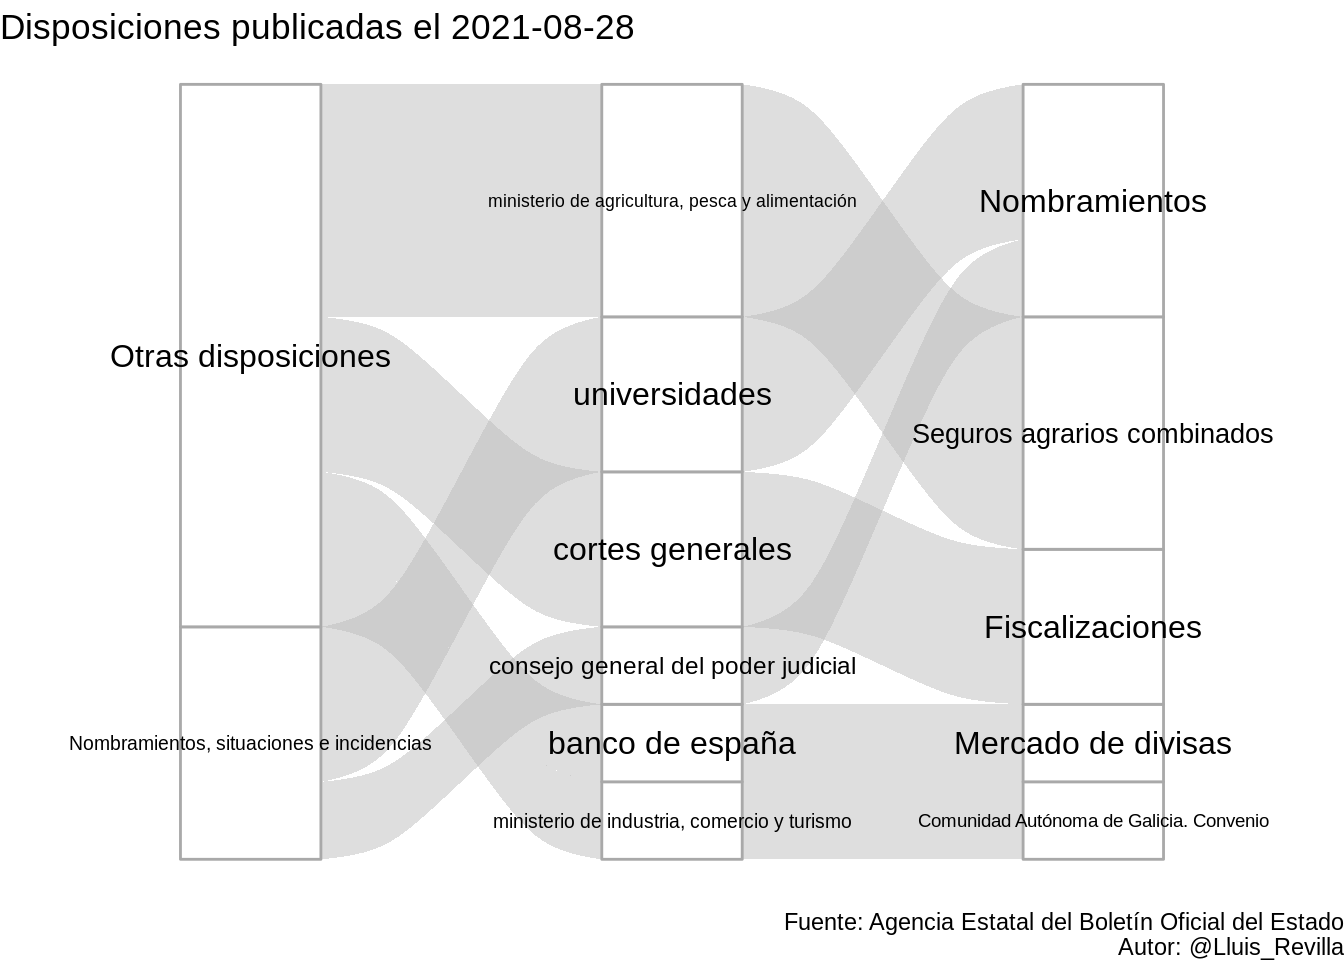 Disposiciones publicadas el 2021-08-28
Otras disposiciones
Nombramientos, situaciones e incidencias
ministerio de agricultura, pesca y alimentación
universidades
cortes generales
consejo general del poder judicial
banco de españa
ministerio de industria, comercio y turismo
Nombramientos
Seguros agrarios combinados
Fiscalizaciones
Mercado de divisas
Comunidad Autónoma de Galicia. Convenio
Fuente: Agencia Estatal del Boletín Oficial del Estado
Autor: @Lluis_Revilla